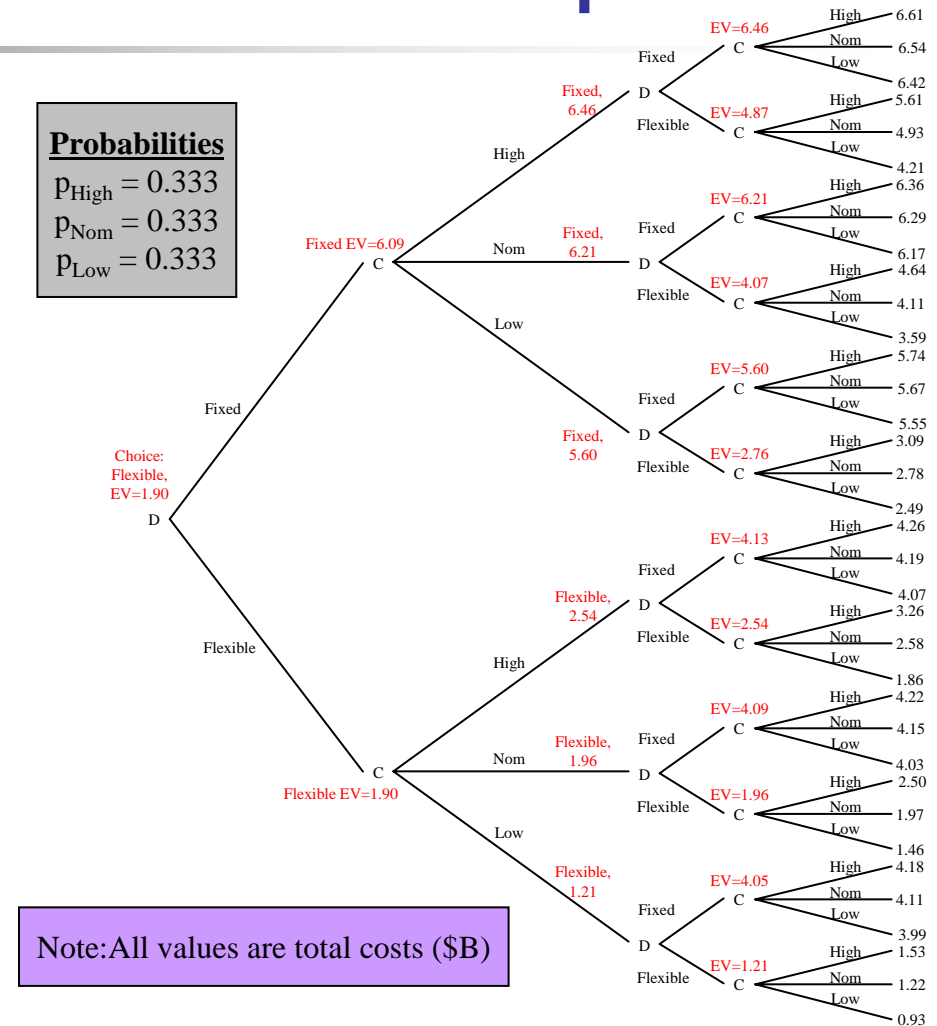 Probabilities
pHigh = 0.333
pNom = 0.333
pLow = 0.333
Choice:
Flexible,
EV=1.90
D
Fixed
Flexible
Fixed EV=6.09
C
High
Nom
Low
Fixed,
6.46
D
Fixed
Flexible
EV=6.46
C
High
Nom
Low
6.61
6.54
6.42
EV=4.87
C
High
Nom
Low
5.61
4.93
4.21
Fixed,
6.21
D
Fixed
Flexible
EV=6.21
C
High
Nom
Low
6.36
6.29
6.17
EV=4.07
C
High
Nom
Low
4.64
4.11
3.59
Fixed,
5.60
D
Fixed
Flexible
EV=5.60
C
High
Nom
Low
5.74
5.67
5.55
EV=2.76
C
High
Nom
Low
3.09
2.78
2.49
C
Flexible EV=1.90
High
Nom
Low
Flexible,
2.54
D
Fixed
Flexible
EV=4.13
C
High
Nom
Low
4.26
4.19
4.07
EV=2.54
C
High
Nom
Low
3.26
2.58
1.86
Flexible,
1.96
D
Fixed
Flexible
EV=4.09
C
High
Nom
Low
4.22
4.15
4.03
EV=1.96
C
High
Nom
Low
2.50
1.97
1.46
Flexible,
1.21
D
Fixed
Flexible
EV=4.05
C
High
Nom
Low
4.18
4.11
3.99
EV=1.21
C
High
Nom
Low
1.53
1.22
0.93
Note:All values are total costs ($B)